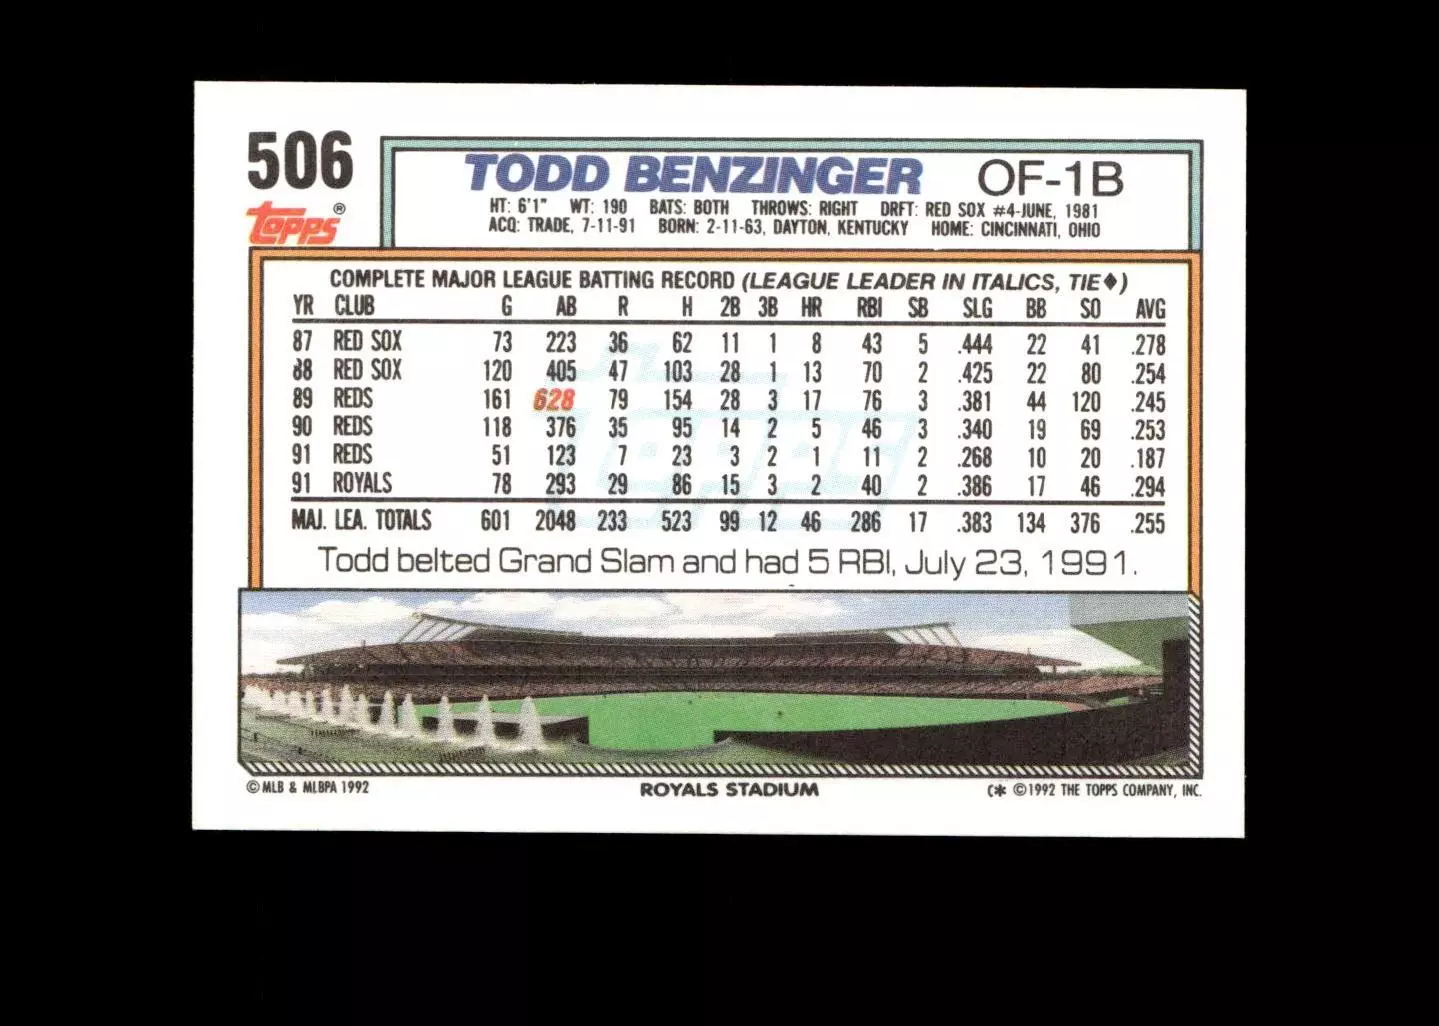 506
topps®
TODD BENZINGER OF-1B
HT: 6'1" WT: 190 BATS: BOTH THROWS: RIGHT DRFT: RED SOX #4-JUNE, 1981
ACQ: TRADE, 7-11-91 BORN: 2-11-63, DAYTON, KENTUCKY HOME: CINCINNATI, OHIO
COMPLETE MAJOR LEAGUE BATTING RECORD (LEAGUE LEADER IN ITALICS, TIE♦)
YR CLUB G AB R H 2B 3B HR RBI SB SLG BB SO AVG
87 RED SOX 73 223 36 62 11 1 8 43 5 .444 22 41 .278
88 RED SOX 120 405 47 103 28 1 13 70 2 .425 22 80 .254
89 REDS 161 628 79 154 28 3 17 76 3 .381 44 120 .245
90 REDS 118 376 35 95 14 2 5 46 3 .340 19 69 .253
91 REDS 51 123 7 23 3 2 1 11 2 .268 10 20 .187
91 ROYALS 78 293 29 86 15 3 2 40 2 .386 17 46 .294
MAJ. LEA. TOTALS 601 2048 233 523 99 12 46 286 17 .383 134 376 .255
Todd belted Grand Slam and had 5 RBI, July 23, 1991.
© MLB & MLBPA 1992 ROYALS STADIUM C* ©1992 THE TOPPS COMPANY, INC.